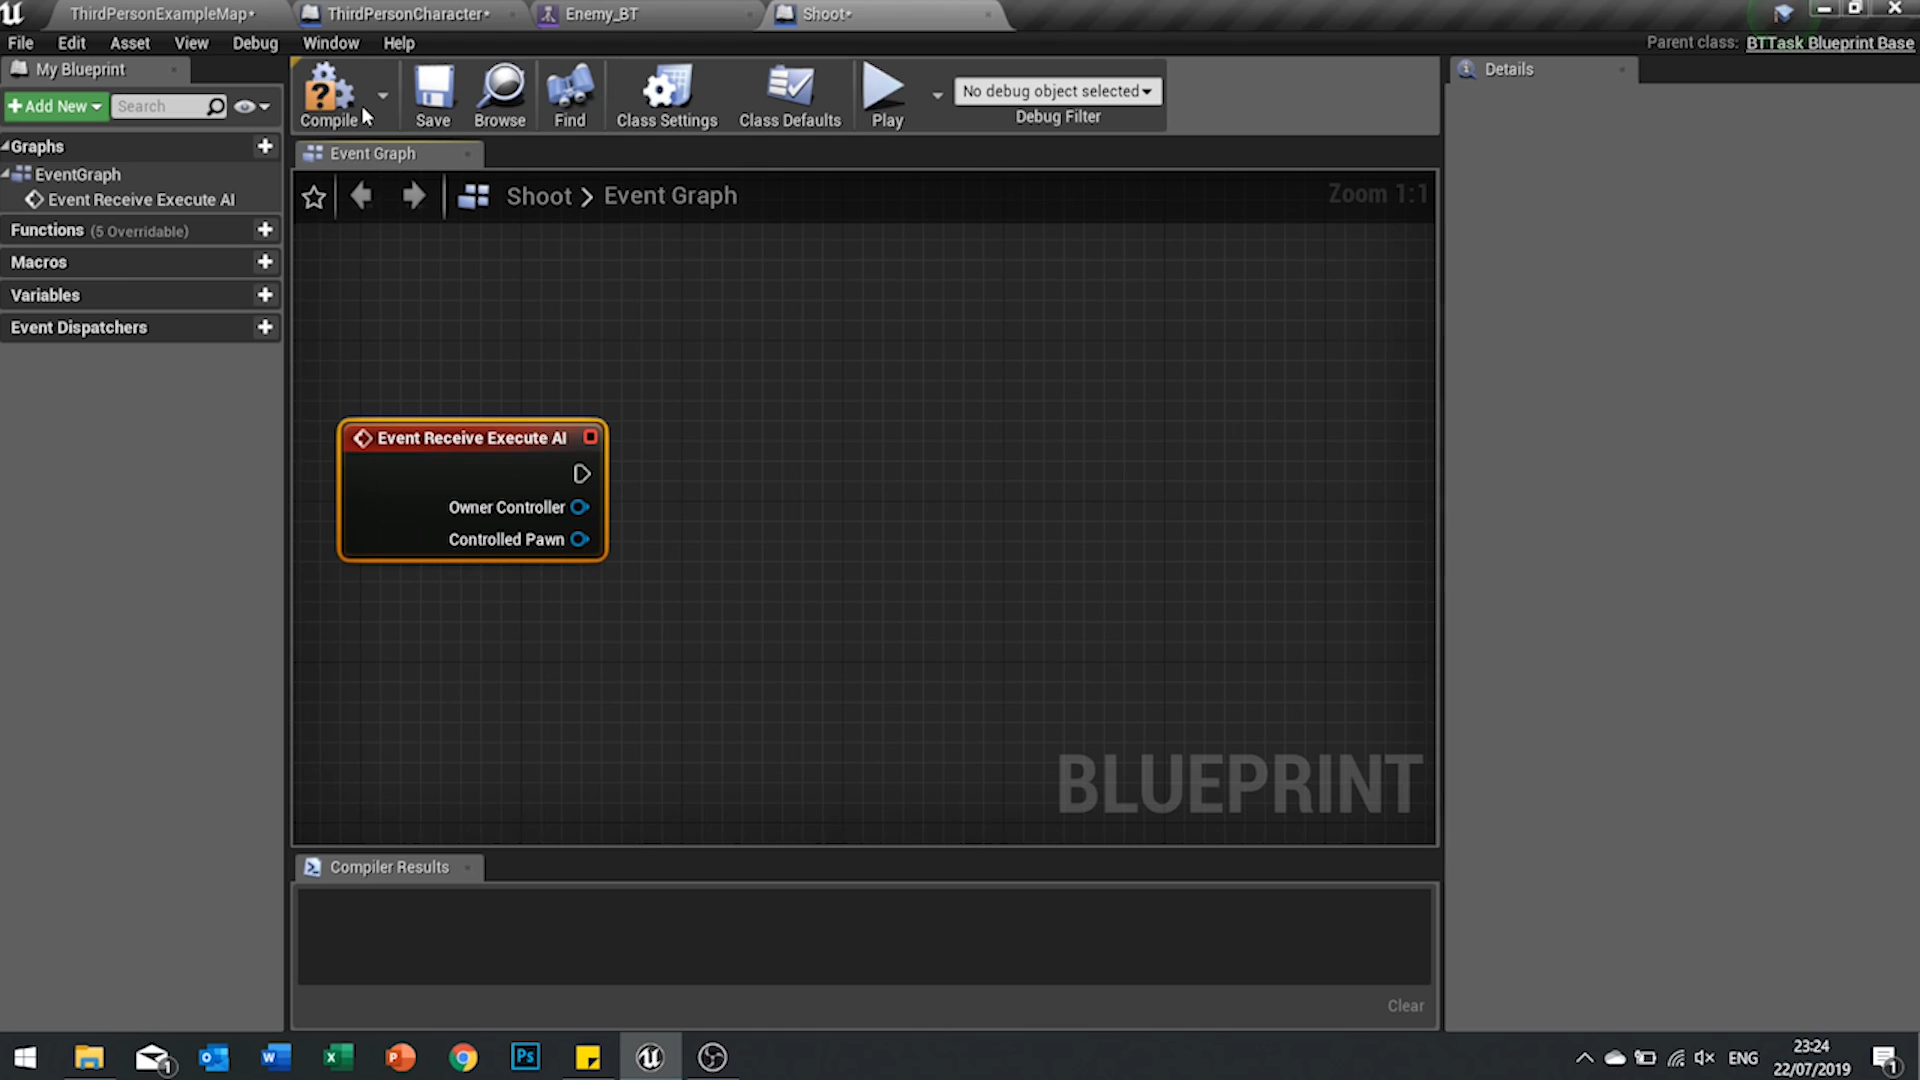 ThirdPersonExampleMap*
ThirdPersonCharacter*
Enemy_BT
Shoot*
File Edit Asset View Debug Window Help
Parent class: BTTask Blueprint Base
My Blueprint
Add New
Search
Compile
Save
Browse
Find
Class Settings
Class Defaults
Play
No debug object selected
Debug Filter
Details
Graphs
EventGraph
Event Receive Execute AI
Functions (5 Overridable)
Macros
Variables
Event Dispatchers
Event Graph
Shoot > Event Graph
Zoom 1:1
Event Receive Execute AI
Owner Controller
Controlled Pawn
BLUEPRINT
Compiler Results
Clear
ENG
23:24
22/07/2019